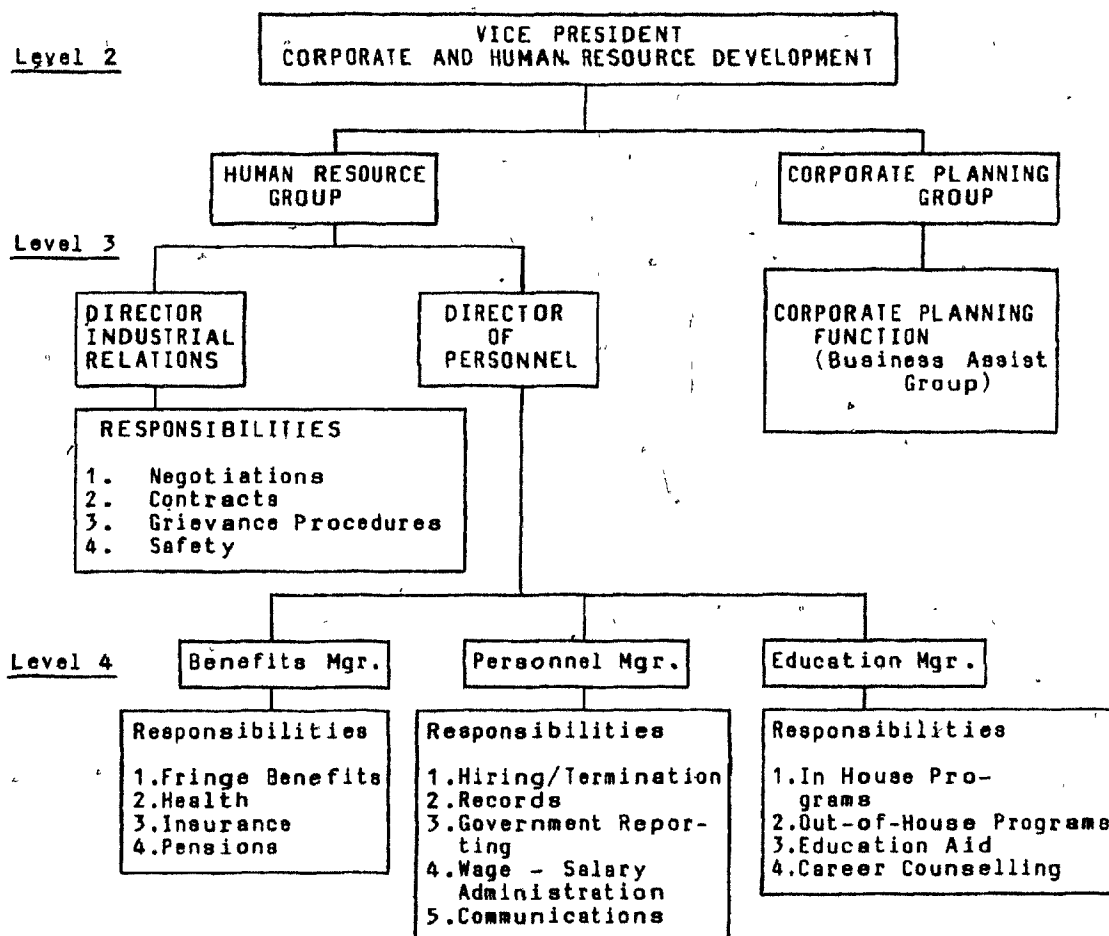 Level 2
VICE PRESIDENT
CORPORATE AND HUMAN RESOURCE DEVELOPMENT
HUMAN RESOURCE
GROUP
CORPORATE PLANNING
GROUP
Level 3
DIRECTOR
INDUSTRIAL
RELATIONS
DIRECTOR
OF
PERSONNEL
CORPORATE PLANNING
FUNCTION
(Business Assist
Group)
RESPONSIBILITIES
1. Negotiations
2. Contracts
3. Grievance Procedures
4. Safety
Level 4
Benefits Mgr.
Personnel Mgr.
Education Mgr.
Responsibilities
1.Fringe Benefits
2.Health
3.Insurance
4.Pensions
Responsibilities
1.Hiring/Termination
2.Records
3.Government Repor-
ting
4.Wage - Salary
Administration
5.Communications
Responsibilities
1.In House Pro-
grams
2.Out-of-House Programs
3.Education Aid
4.Career Counselling